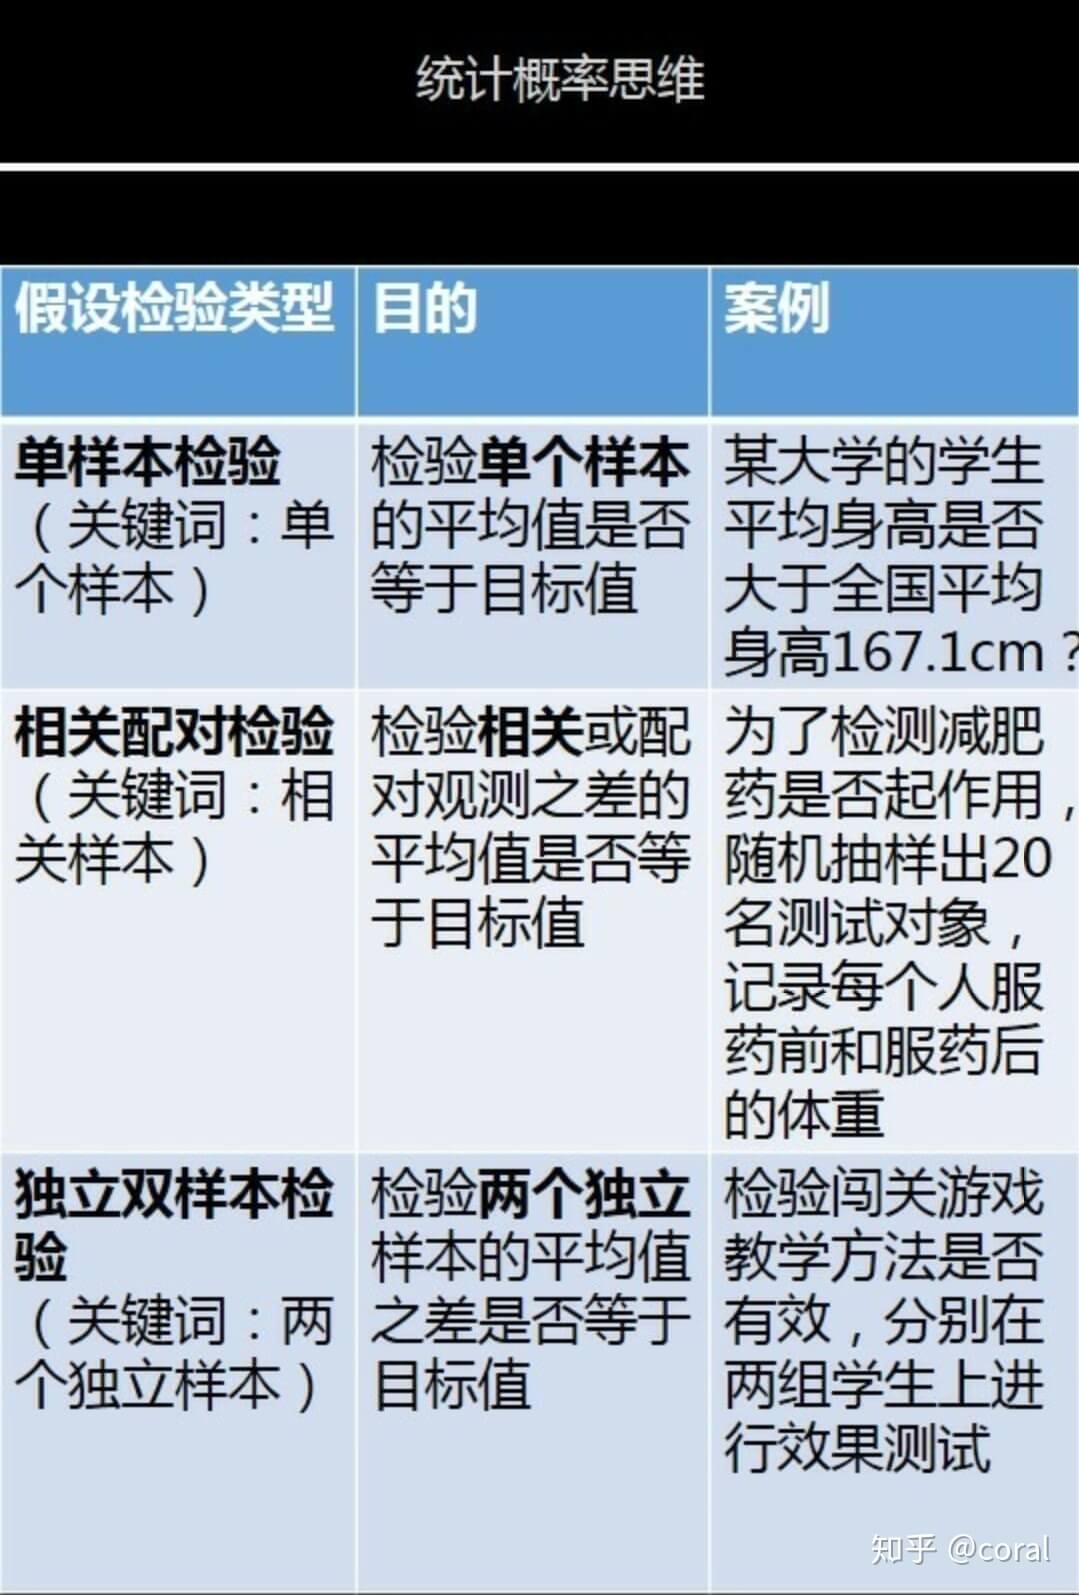 统计概率思维
假设检验类型
目的
案例
单样本检验
（关键词：单
个样本）
检验单个样本
的平均值是否
等于目标值
某大学的学生
平均身高是否
大于全国平均
身高167.1cm？
相关配对检验
（关键词：相
关样本）
检验相关或配
对观测之差的
平均值是否等
于目标值
为了检测减肥
药是否起作用，
随机抽样出20
名测试对象，
记录每个人服
药前和服药后
的体重
独立双样本检
验
（关键词：两
个独立样本）
检验两个独立
样本的平均值
之差是否等于
目标值
检验闯关游戏
教学方法是否
有效，分别在
两组学生上进
行效果测试
知乎 @coral